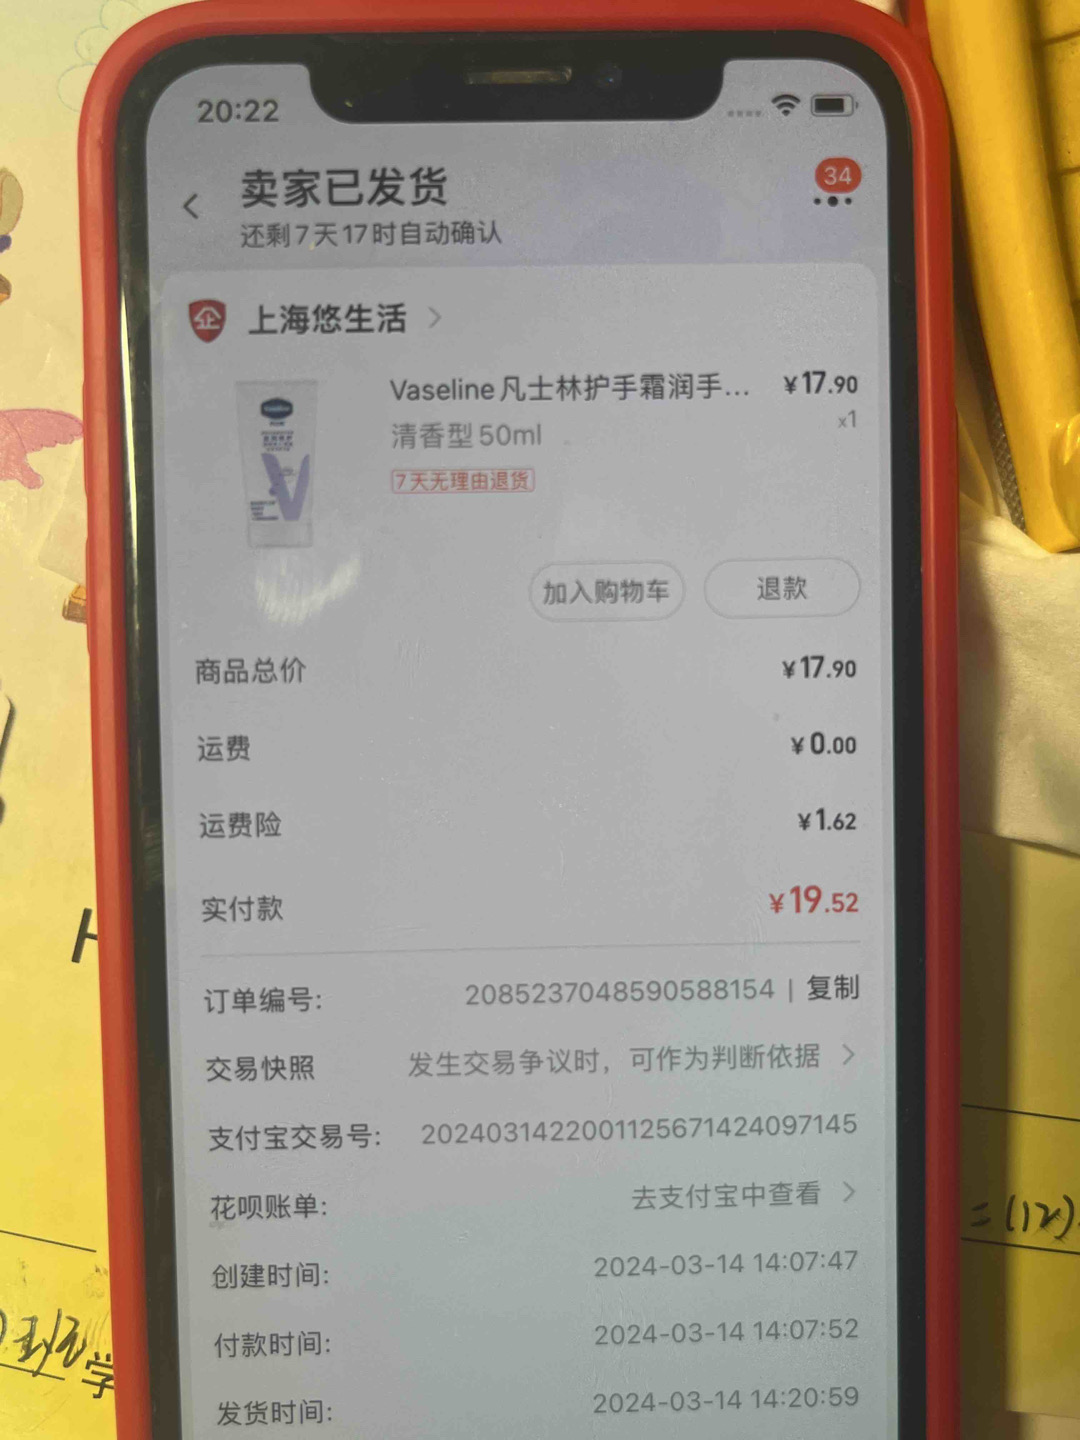 20:22
卖家已发货
34
还剩7天17时自动确认
企 上海悠生活
Vaseline凡士林护手霜润手... ¥17.90
清香型50ml x1
7天无理由退货
V
加入购物车 退款
商品总价 ¥17.90
运费 ¥0.00
运费险 ¥1.62
实付款 ¥19.52
订单编号: 2085237048590588154 | 复制
交易快照 发生交易争议时，可作为判断依据
支付宝交易号: 2024031422001125671424097145
花呗账单: 去支付宝中查看
创建时间: 2024-03-14 14:07:47
付款时间: 2024-03-14 14:07:52
发货时间: 2024-03-14 14:20:59
H
=(12)
班
学